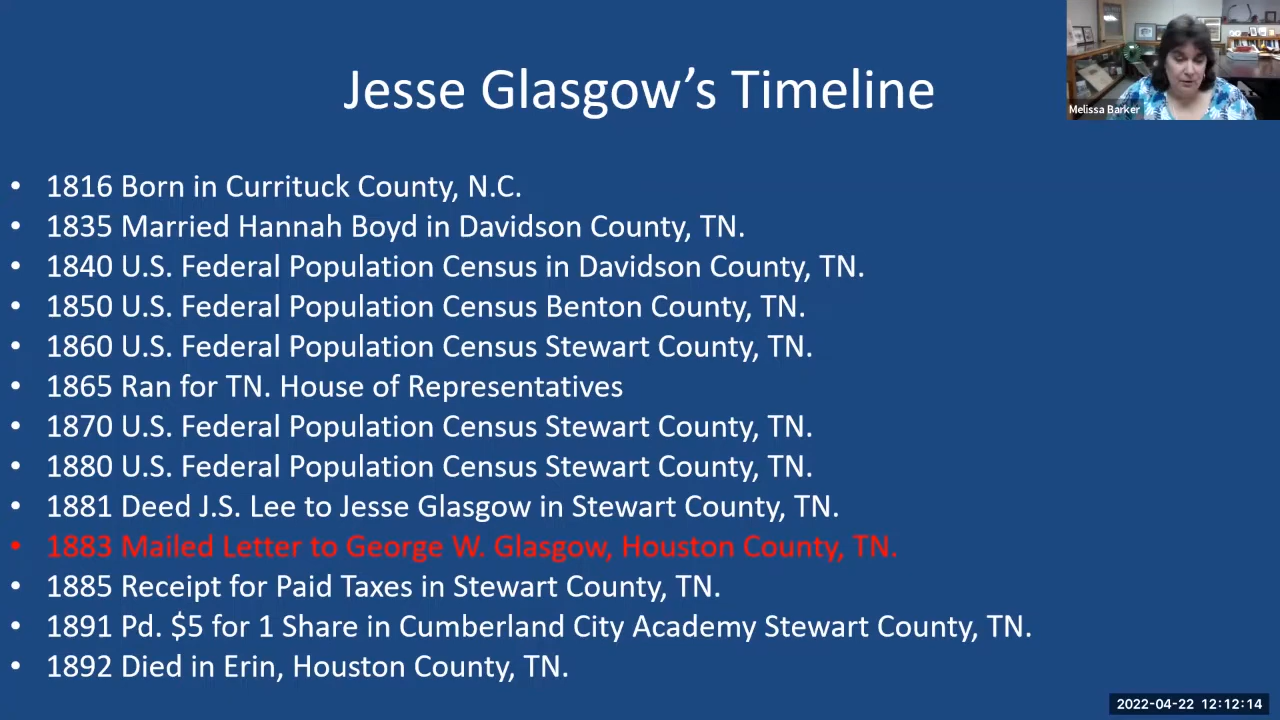 Jesse Glasgow's Timeline
Melissa Barker
• 1816 Born in Currituck County, N.C.
• 1835 Married Hannah Boyd in Davidson County, TN.
• 1840 U.S. Federal Population Census in Davidson County, TN.
• 1850 U.S. Federal Population Census Benton County, TN.
• 1860 U.S. Federal Population Census Stewart County, TN.
• 1865 Ran for TN. House of Representatives
• 1870 U.S. Federal Population Census Stewart County, TN.
• 1880 U.S. Federal Population Census Stewart County, TN.
• 1881 Deed J.S. Lee to Jesse Glasgow in Stewart County, TN.
• 1883 Mailed Letter to George W. Glasgow, Houston County, TN.
• 1885 Receipt for Paid Taxes in Stewart County, TN.
• 1891 Pd. $5 for 1 Share in Cumberland City Academy Stewart County, TN.
• 1892 Died in Erin, Houston County, TN.
2022-04-22 12:12:14